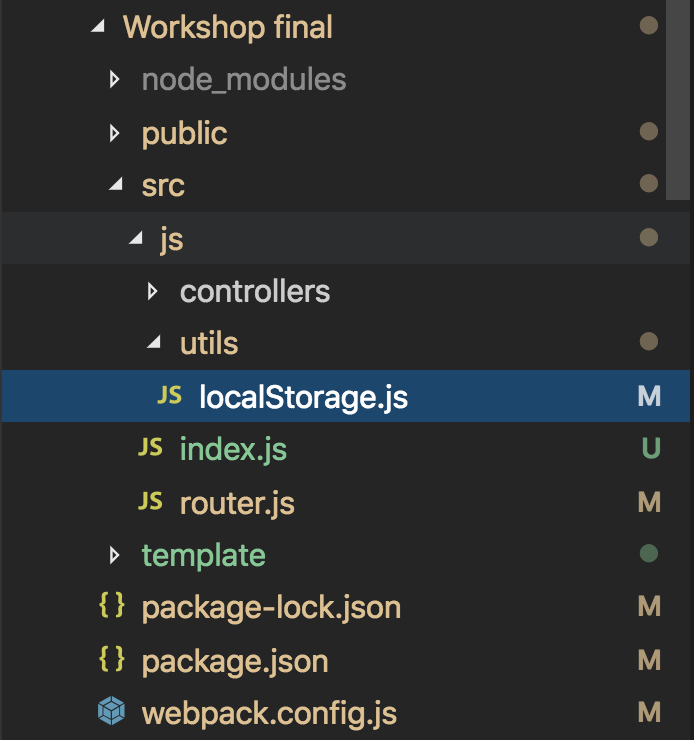 Workshop final
node_modules
public
src
js
controllers
utils
JS localStorage.js M
JS index.js U
JS router.js M
template
{ } package-lock.json M
{ } package.json M
webpack.config.js M